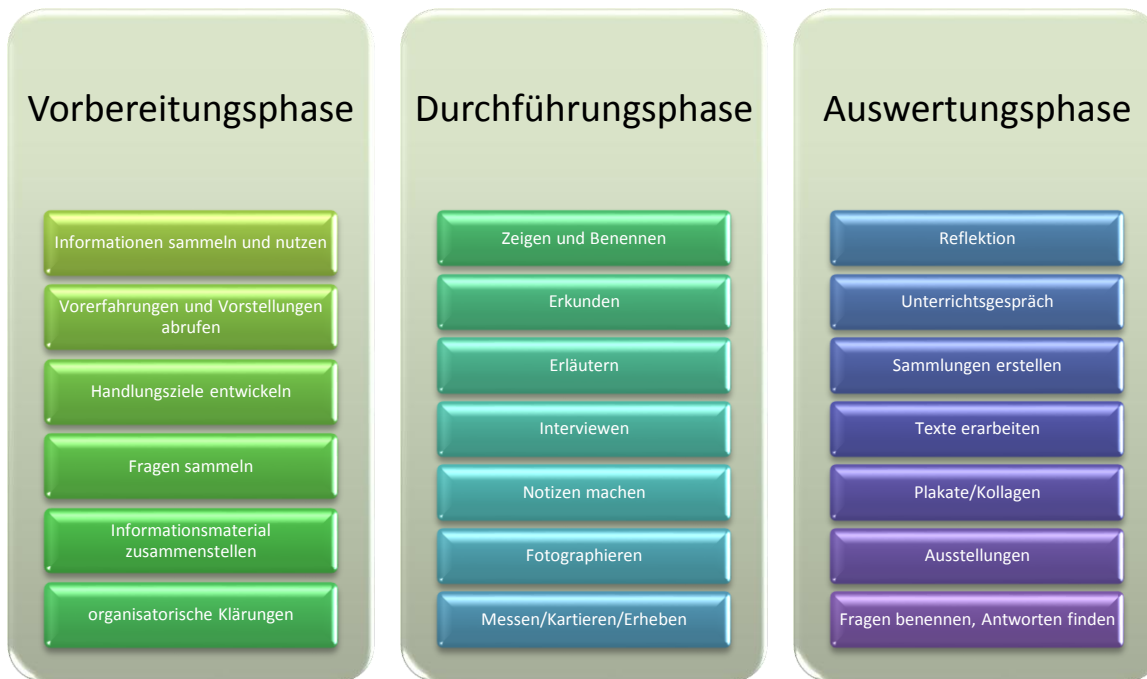 Vorbereitungsphase
Informationen sammeln und nutzen
Vorerfahrungen und Vorstellungen
abrufen
Handlungsziele entwickeln
Fragen sammeln
Informationsmaterial
zusammenstellen
organisatorische Klärungen
Durchführungsphase
Zeigen und Benennen
Erkunden
Erläutern
Interviewen
Notizen machen
Fotographieren
Messen/Kartieren/Erheben
Auswertungsphase
Reflektion
Unterrichtsgespräch
Sammlungen erstellen
Texte erarbeiten
Plakate/Kollagen
Ausstellungen
Fragen benennen, Antworten finden